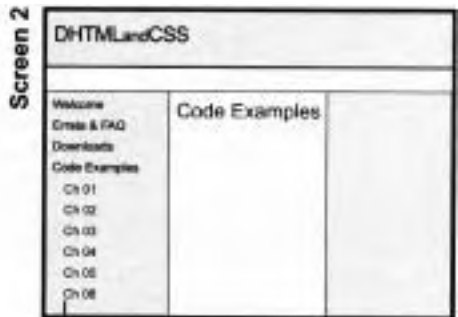 Screen 2
DHTMLandCSS
Welcome
Errata & FAQ
Downloads
Code Examples
Ch 01
Ch 02
Ch 03
Ch 04
Ch 05
Ch 06
Code Examples